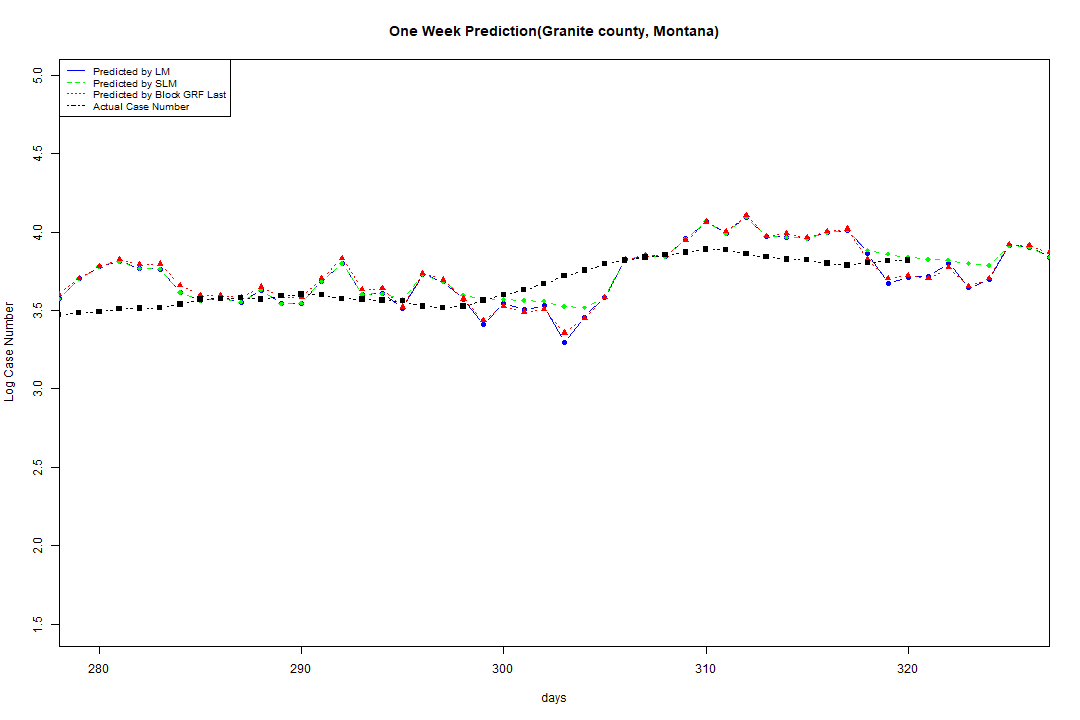 One Week Prediction(Granite county, Montana)
Predicted by LM
Predicted by SLM
Predicted by Block GRF Last
Actual Case Number
5.0
4.5
4.0
3.5
3.0
2.5
2.0
1.5
Log Case Number
280 290 300 310 320
days